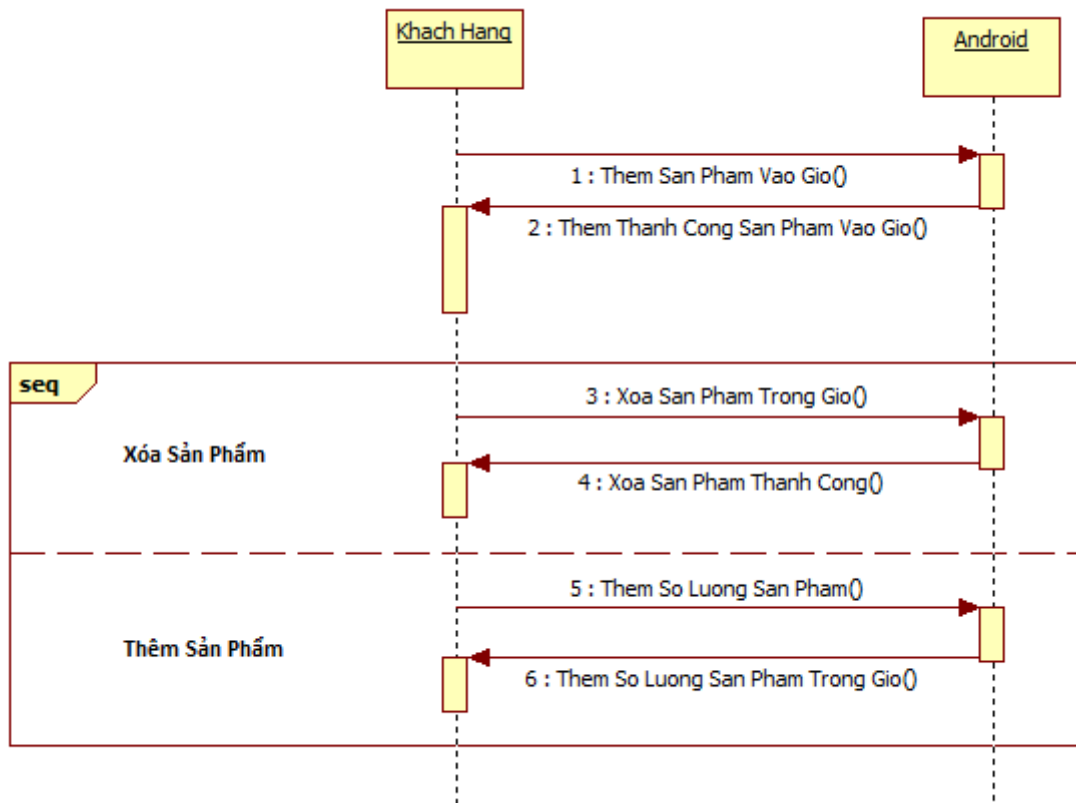 Khach Hang
Android
1 : Them San Pham Vao Gio()
2 : Them Thanh Cong San Pham Vao Gio()
seq
3 : Xoa San Pham Trong Gio()
Xóa Sản Phẩm
4 : Xoa San Pham Thanh Cong()
5 : Them So Luong San Pham()
Thêm Sản Phẩm
6 : Them So Luong San Pham Trong Gio()